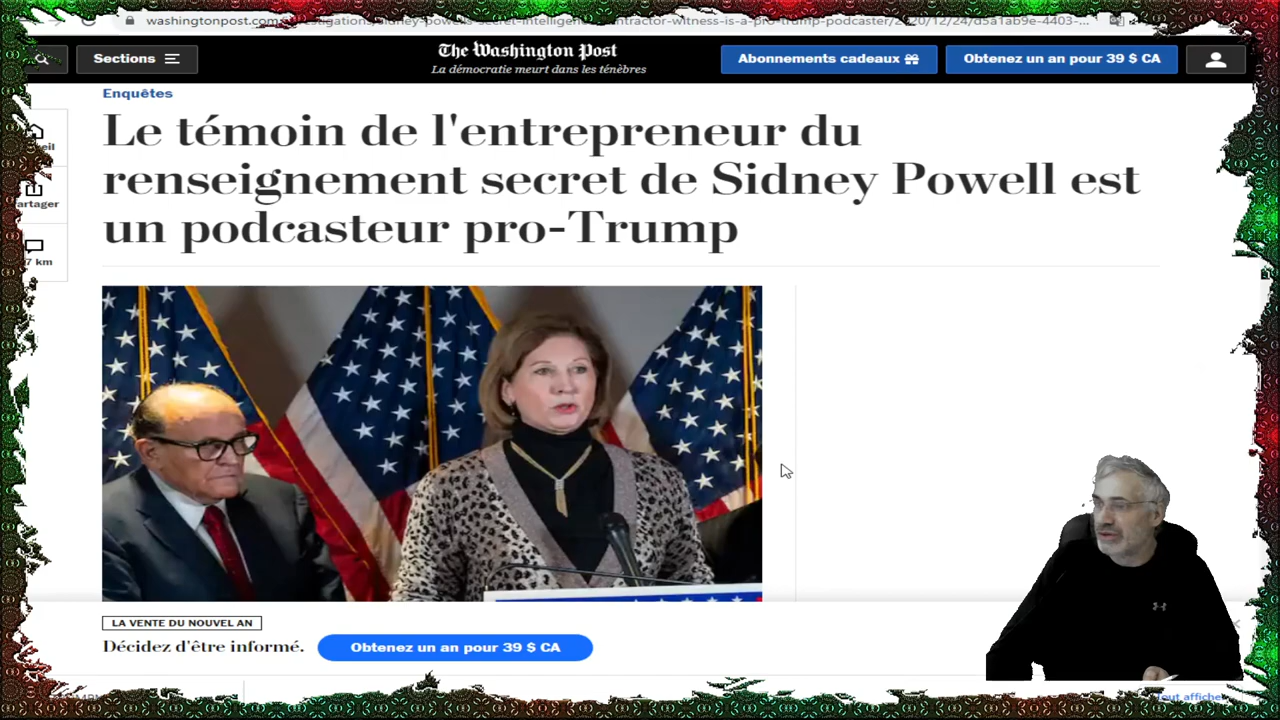 washingtonpost.com
Sections
The Washington Post
La démocratie meurt dans les ténèbres
Abonnements cadeaux
Obtenez un an pour 39 $ CA
Enquêtes
Le témoin de l'entrepreneur du
renseignement secret de Sidney Powell est
un podcasteur pro-Trump
LA VENTE DU NOUVEL AN
Décidez d'être informé.
Obtenez un an pour 39 $ CA